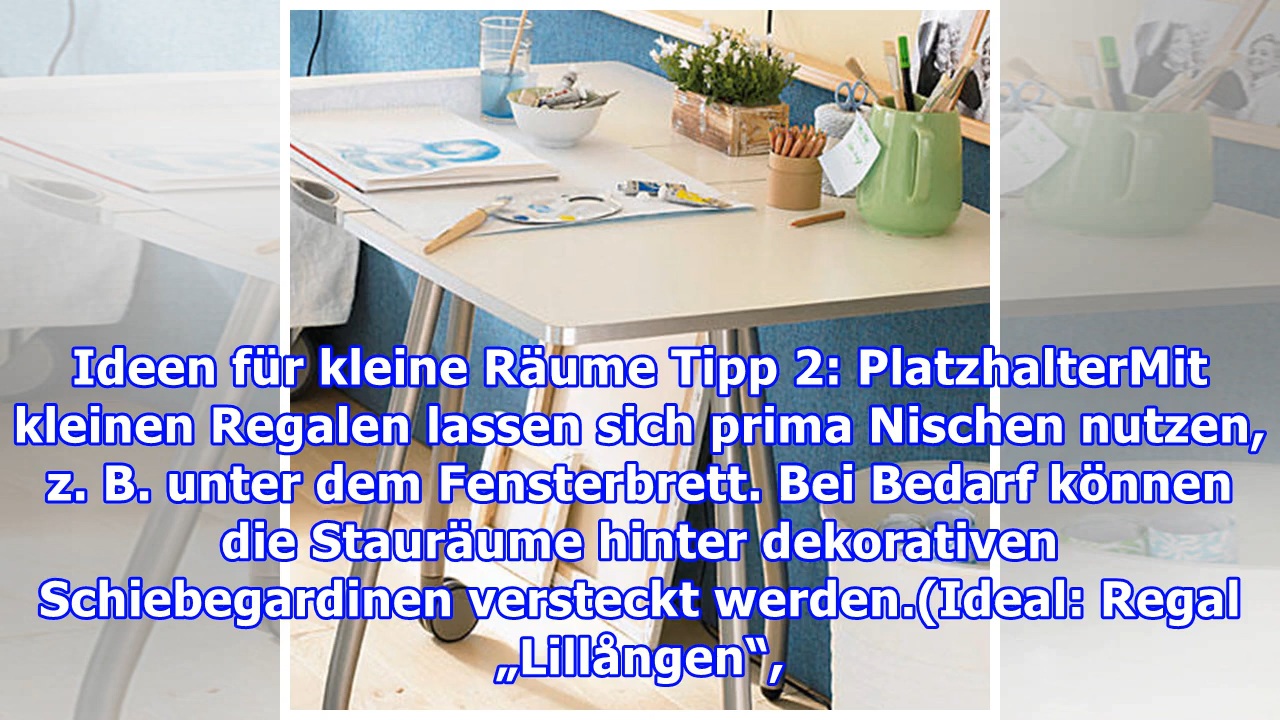 Ideen für kleine Räume Tipp 2: PlatzhalterMit
kleinen Regalen lassen sich prima Nischen nutzen,
z. B. unter dem Fensterbrett. Bei Bedarf können
die Stauräume hinter dekorativen
Schiebegardinen versteckt werden.(Ideal: Regal
„Lillången“,